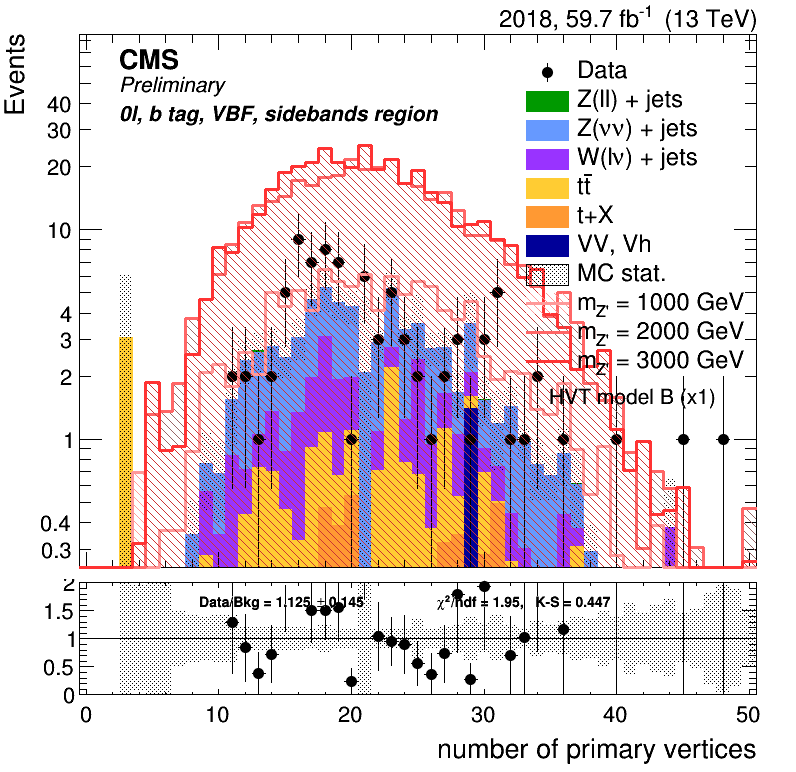 2018, 59.7 fb⁻¹ (13 TeV)
Events
CMS
Preliminary
0l, b tag, VBF, sidebands region
Data
Z(ll) + jets
Z(νν) + jets
W(lν) + jets
tt̄
t+X
VV, Vh
MC stat.
m_Z' = 1000 GeV
m_Z' = 2000 GeV
m_Z' = 3000 GeV
HVT model B (x1)
40
30
20
10
4
3
2
1
0.4
0.3
Data/Bkg = 1.125 ± 0.145
χ²/ndf = 1.95, K-S = 0.447
2
1.5
1
0.5
0
0 10 20 30 40 50
number of primary vertices